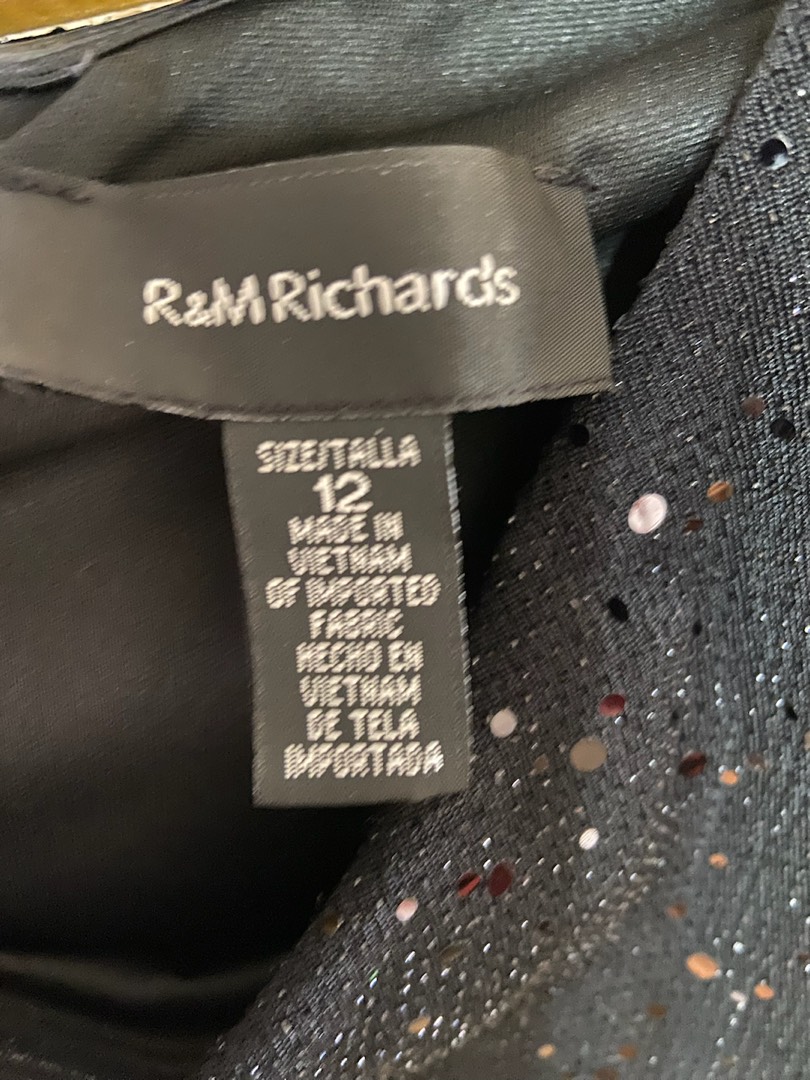 R&M Richards
SIZE/TALLA
12
MADE IN
VIETNAM
OF IMPORTED
FABRIC
HECHO EN
VIETNAM
DE TELA
IMPORTADA